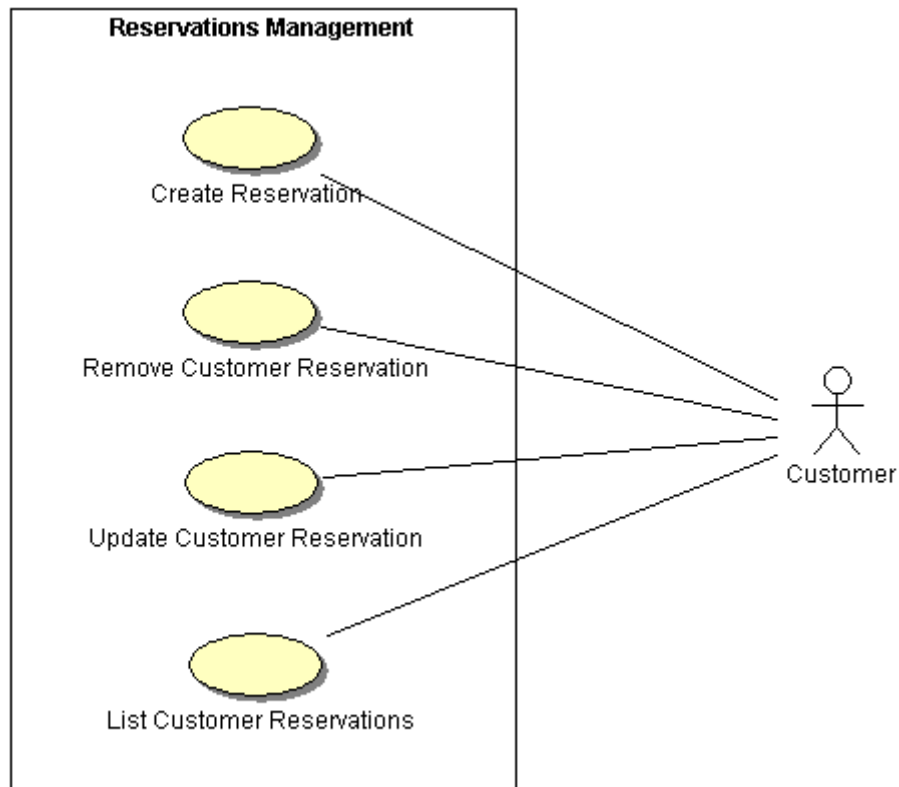 Reservations Management
Create Reservation
Remove Customer Reservation
Customer
Update Customer Reservation
List Customer Reservations